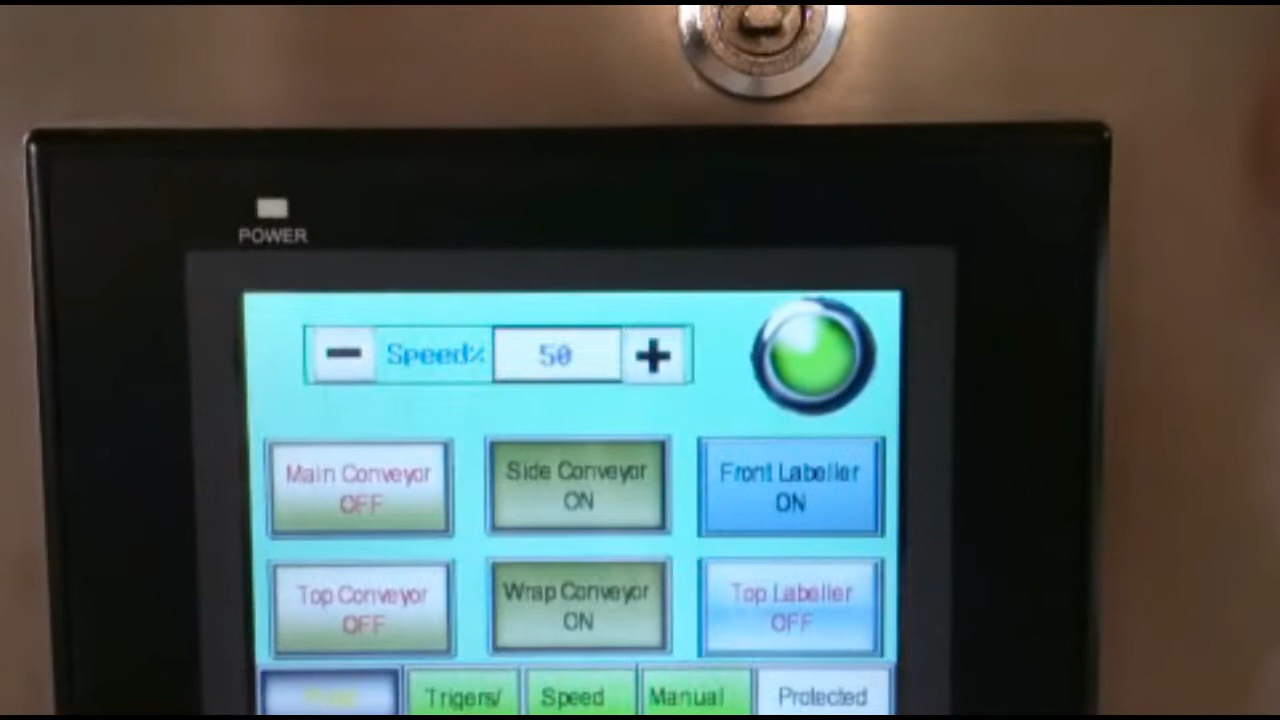 POWER
Speed% 50
Main Conveyor
OFF
Side Conveyor
ON
Front Labeller
ON
Top Conveyor
OFF
Wrap Conveyor
ON
Top Labeller
OFF
Trigers/ Speed Manual Protected